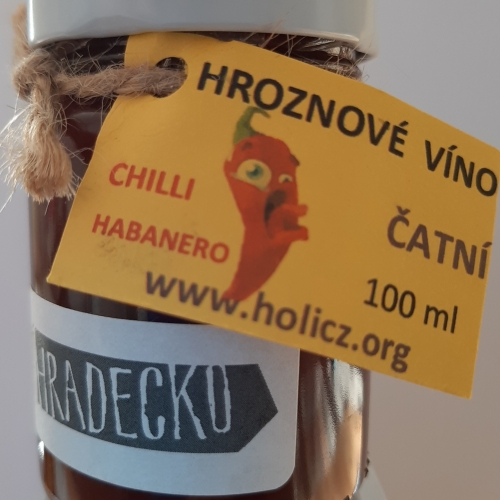 HROZNOVÉ VÍNO
CHILLI
HABANERO
ČATNÍ
100 ml
www.holicz.org
HRADECKO